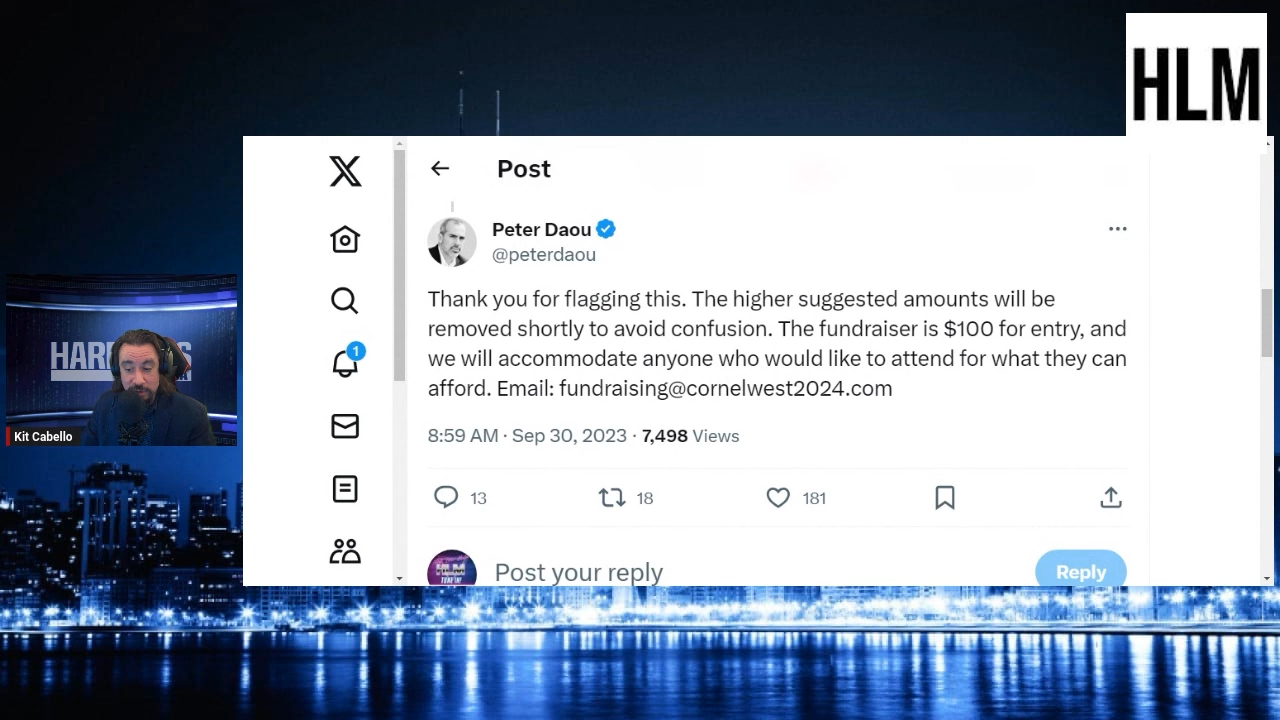 HLM
Post
Peter Daou
@peterdaou
Thank you for flagging this. The higher suggested amounts will be
removed shortly to avoid confusion. The fundraiser is $100 for entry, and
we will accommodate anyone who would like to attend for what they can
afford. Email: fundraising@cornelwest2024.com
8:59 AM · Sep 30, 2023 · 7,498 Views
13 18 181
Post your reply
Reply
1
HAR
S
Kit Cabello
HLM